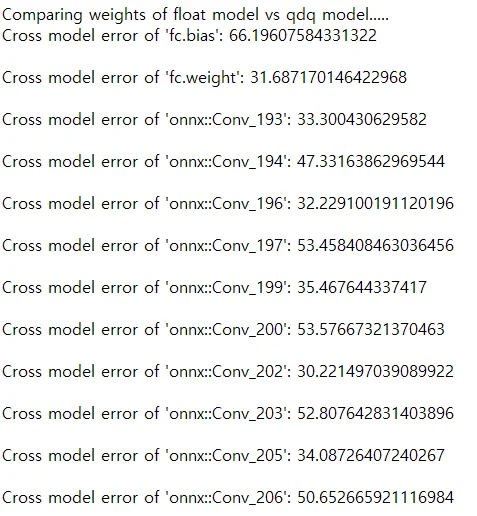 Comparing weights of float model vs qdq model.....
Cross model error of 'fc.bias': 66.19607584331322
Cross model error of 'fc.weight': 31.687170146422968
Cross model error of 'onnx::Conv_193': 33.300430629582
Cross model error of 'onnx::Conv_194': 47.33163862969544
Cross model error of 'onnx::Conv_196': 32.229100191120196
Cross model error of 'onnx::Conv_197': 53.458408463036456
Cross model error of 'onnx::Conv_199': 35.467644337417
Cross model error of 'onnx::Conv_200': 53.57667321370463
Cross model error of 'onnx::Conv_202': 30.221497039089922
Cross model error of 'onnx::Conv_203': 52.807642831403896
Cross model error of 'onnx::Conv_205': 34.08726407240267
Cross model error of 'onnx::Conv_206': 50.652665921116984